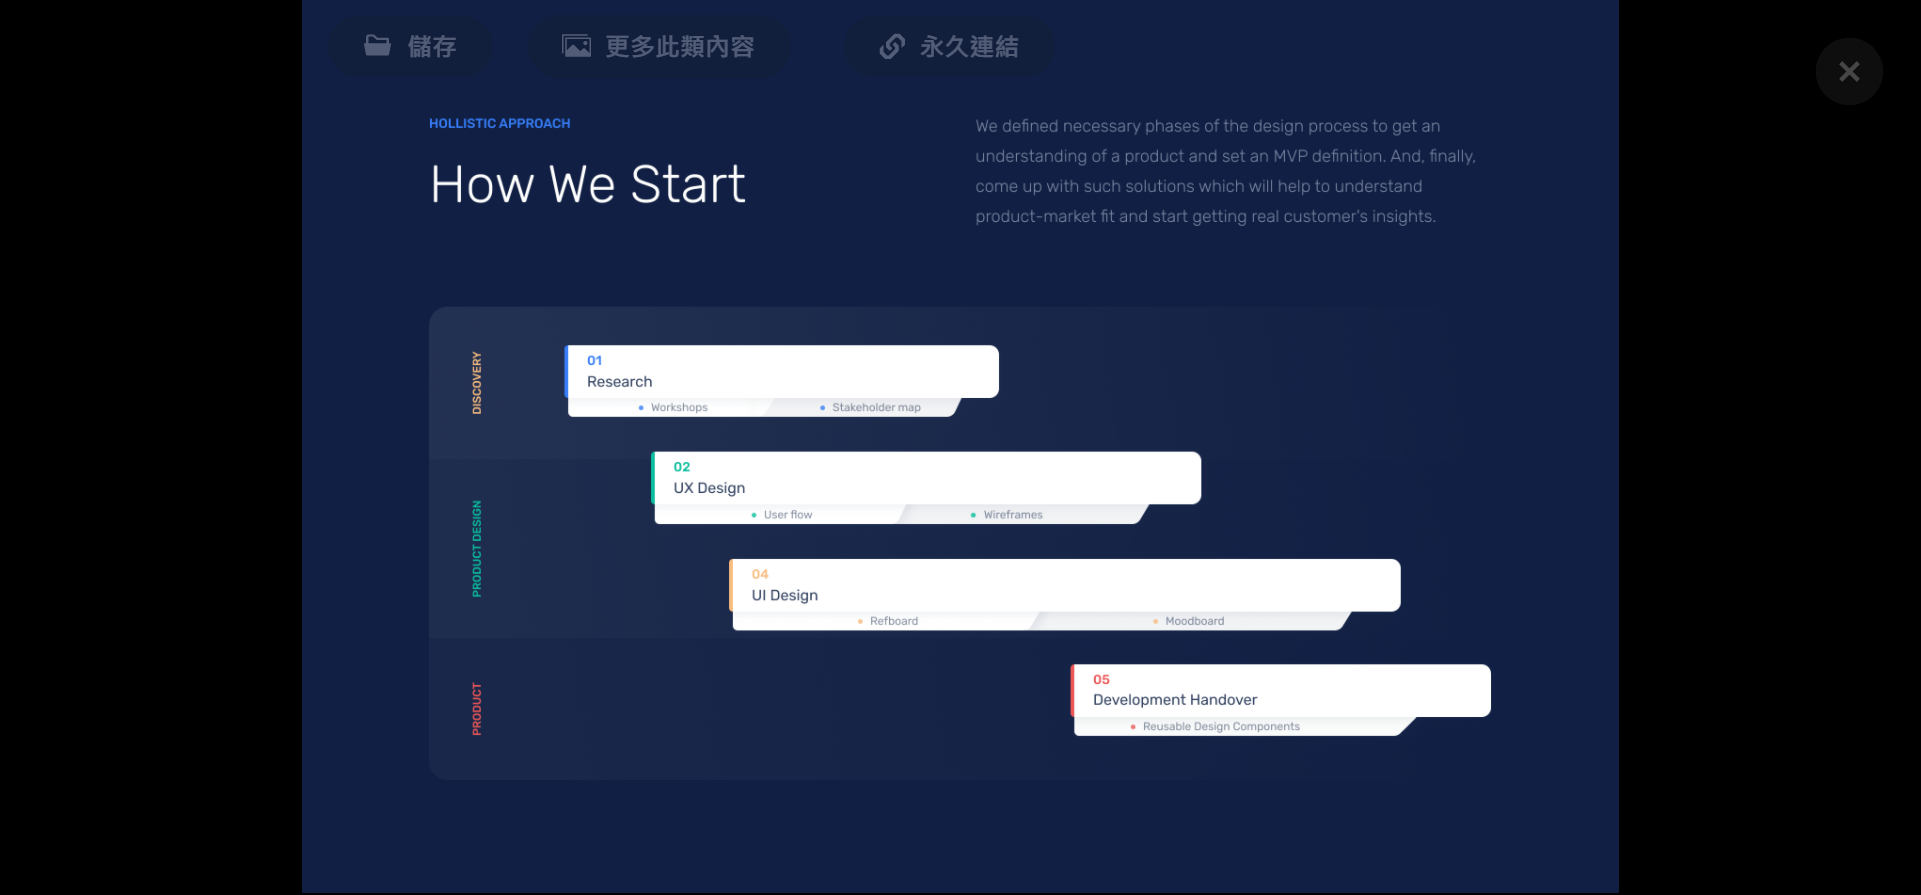 儲存
更多此類內容
永久連結
HOLLISTIC APPROACH
How We Start
We defined necessary phases of the design process to get an
understanding of a product and set an MVP definition. And, finally,
come up with such solutions which will help to understand
product-market fit and start getting real customer's insights.
DISCOVERY
01
Research
Workshops
Stakeholder map
PRODUCT DESIGN
02
UX Design
User flow
Wireframes
04
UI Design
Refboard
Moodboard
PRODUCT
05
Development Handover
Reusable Design Components